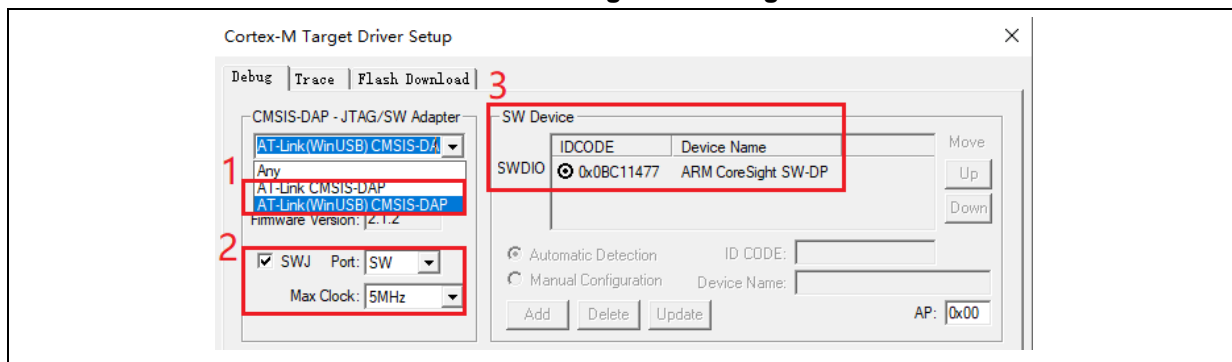 Cortex-M Target Driver Setup
Debug Trace Flash Download
3
CMSIS-DAP - JTAG/SW Adapter
AT-Link(WinUSB) CMSIS-DA
1
Any
AT-Link CMSIS-DAP
AT-Link(WinUSB) CMSIS-DAP
Firmware Version: 2.1.2
2
SWJ Port: SW
Max Clock: 5MHz
SW Device
IDCODE Device Name Move
SWDIO 0x0BC11477 ARM CoreSight SW-DP Up
Down
Automatic Detection ID CODE:
Manual Configuration Device Name:
Add Delete Update AP: 0x00